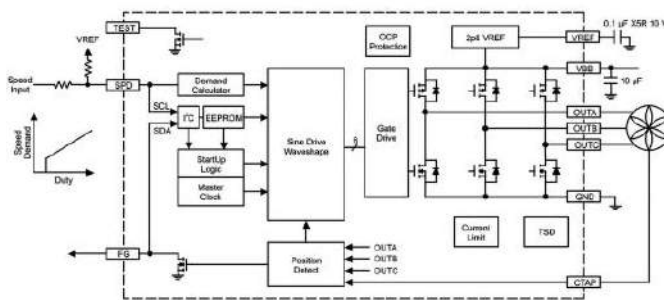 TEST
VREF
Speed
Input
SPD
Demand
Calculator
SCL
SDA
I²C
EEPROM
StartUp
Logic
Master
Clock
Speed
Demand
Duty
FG
Sine Drive
Waveshape
Position
Detect
OUTA
OUTB
OUTC
OCP
Protection
Gate
Drive
2p8 VREF
VREF
0.1 µF X5R 10 V
VBB
10 µF
OUTA
OUTB
OUTC
GND
Current
Limit
TSD
CTAP